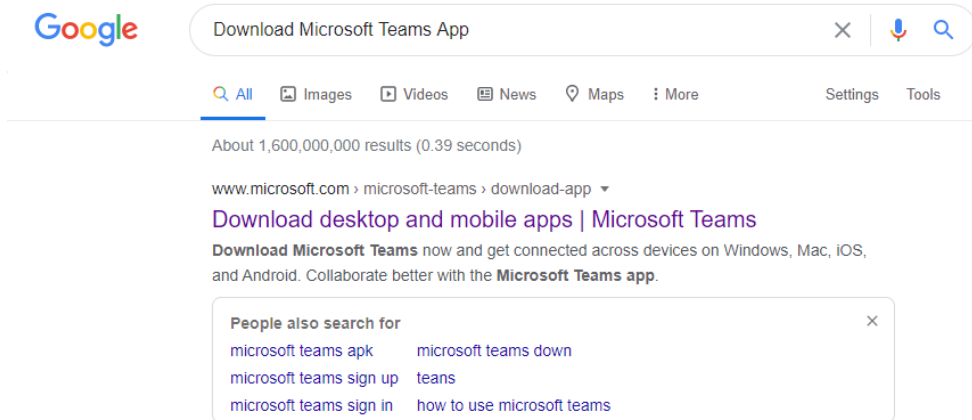 Google
Download Microsoft Teams App
All Images Videos News Maps More Settings Tools
About 1,600,000,000 results (0.39 seconds)
www.microsoft.com › microsoft-teams › download-app
Download desktop and mobile apps | Microsoft Teams
Download Microsoft Teams now and get connected across devices on Windows, Mac, iOS,
and Android. Collaborate better with the Microsoft Teams app.
People also search for
microsoft teams apk microsoft teams down
microsoft teams sign up teans
microsoft teams sign in how to use microsoft teams